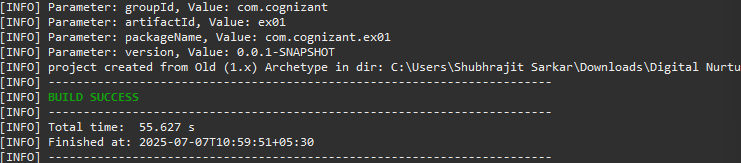 [INFO] Parameter: groupId, Value: com.cognizant
[INFO] Parameter: artifactId, Value: ex01
[INFO] Parameter: packageName, Value: com.cognizant.ex01
[INFO] Parameter: version, Value: 0.0.1-SNAPSHOT
[INFO] project created from Old (1.x) Archetype in dir: C:\Users\Shubhrajit Sarkar\Downloads\Digital Nurtu
[INFO] ------------------------------------------------------------------------
[INFO] BUILD SUCCESS
[INFO] ------------------------------------------------------------------------
[INFO] Total time:  55.627 s
[INFO] Finished at: 2025-07-07T10:59:51+05:30
[INFO] ------------------------------------------------------------------------